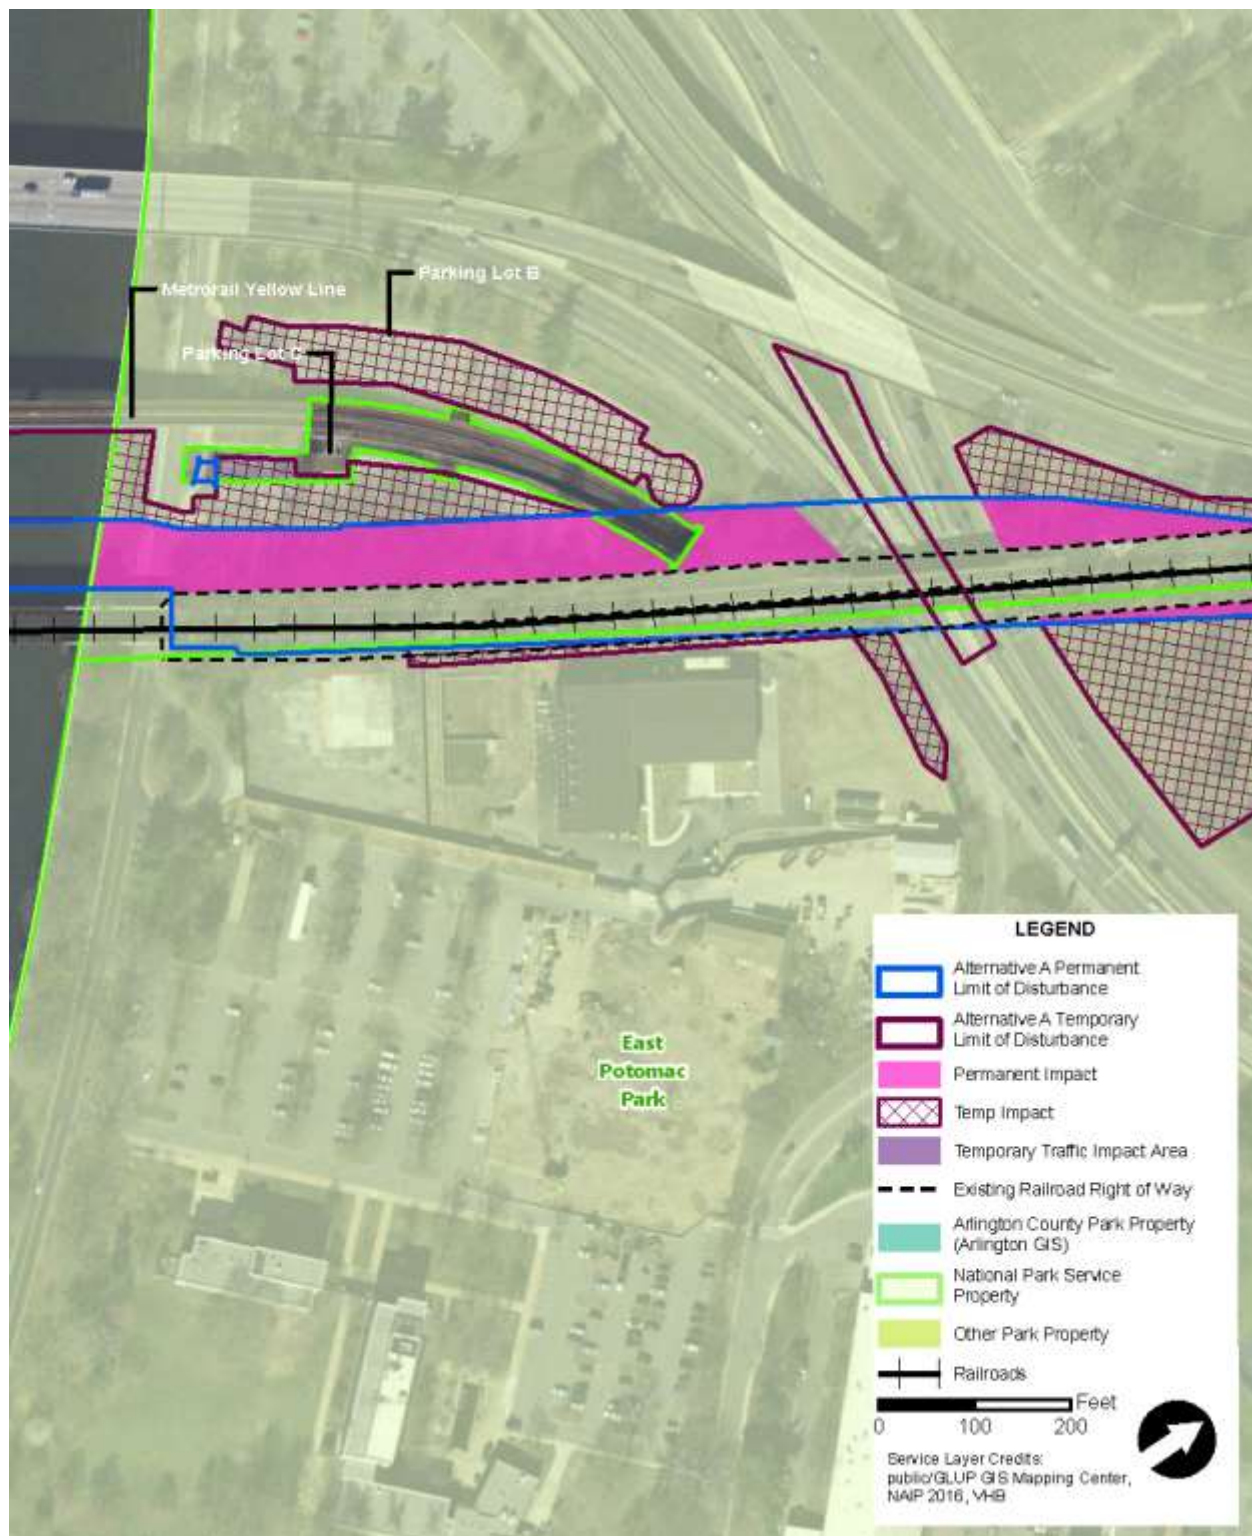 Parking Lot B
Metrorail Yellow Line
Parking Lot C
East
Potomac
Park
LEGEND
Alternative A Permanent
Limit of Disturbance
Alternative A Temporary
Limit of Disturbance
Permanent Impact
Temp Impact
Temporary Traffic Impact Area
Existing Railroad Right of Way
Arlington County Park Property
(Arlington GIS)
National Park Service
Property
Other Park Property
Railroads
Feet
0 100 200
Service Layer Credits:
public/GLUP GIS Mapping Center,
NAIP 2016, VHB